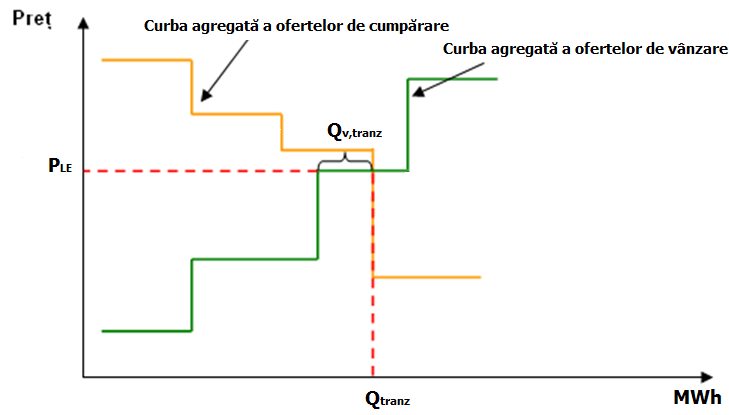 Preț
Curba agregată a ofertelor de cumpărare
Curba agregată a ofertelor de vânzare
Qv,tranz
PLE
Qtranz
MWh